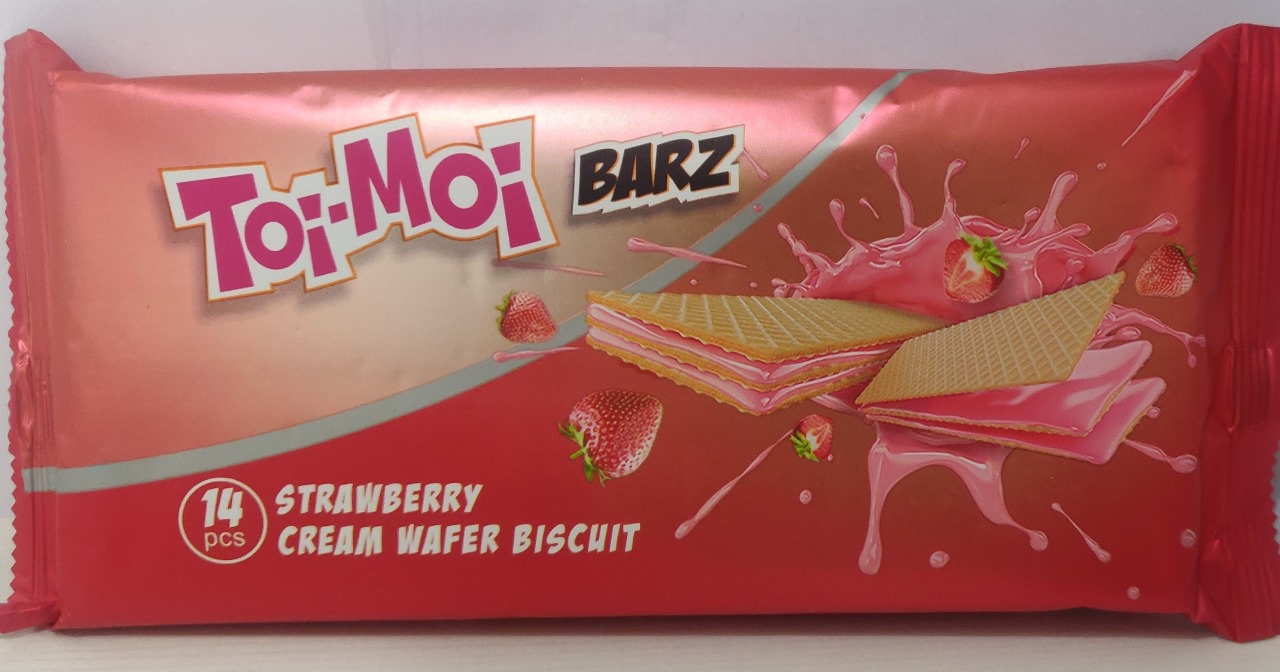 Toi-Moi BARZ
14 pcs
STRAWBERRY
CREAM WAFER BISCUIT